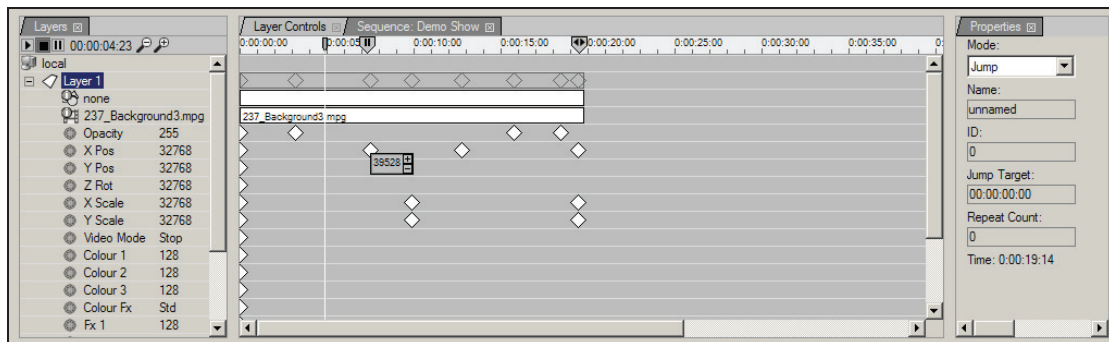 Layers
00:00:04:23
local
Layer 1
none
237_Background3.mpg
Opacity 255
X Pos 32768
Y Pos 32768
Z Rot 32768
X Scale 32768
Y Scale 32768
Video Mode Stop
Colour 1 128
Colour 2 128
Colour 3 128
Colour Fx Std
Fx 1 128
Layer Controls
Sequence: Demo Show
0:00:00:00 0:00:05 0:00:10:00 0:00:15:00 0:00:20:00 0:00:25:00 0:00:30:00 0:00:35:00 0:
237_Background3.mpg
39528
Properties
Mode:
Jump
Name:
unnamed
ID:
0
Jump Target:
00:00:00:00
Repeat Count:
0
Time: 0:00:19:14